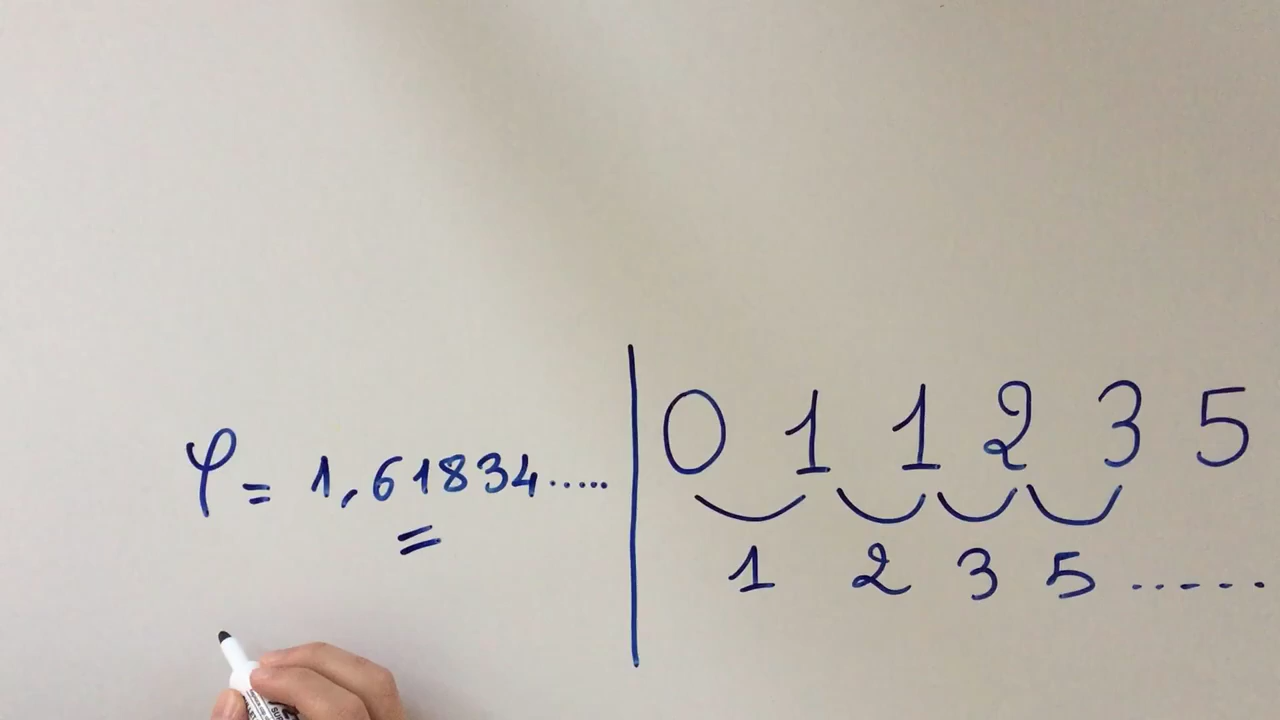 φ = 1,61834.....
0 1 1 2 3 5
1 2 3 5 ......